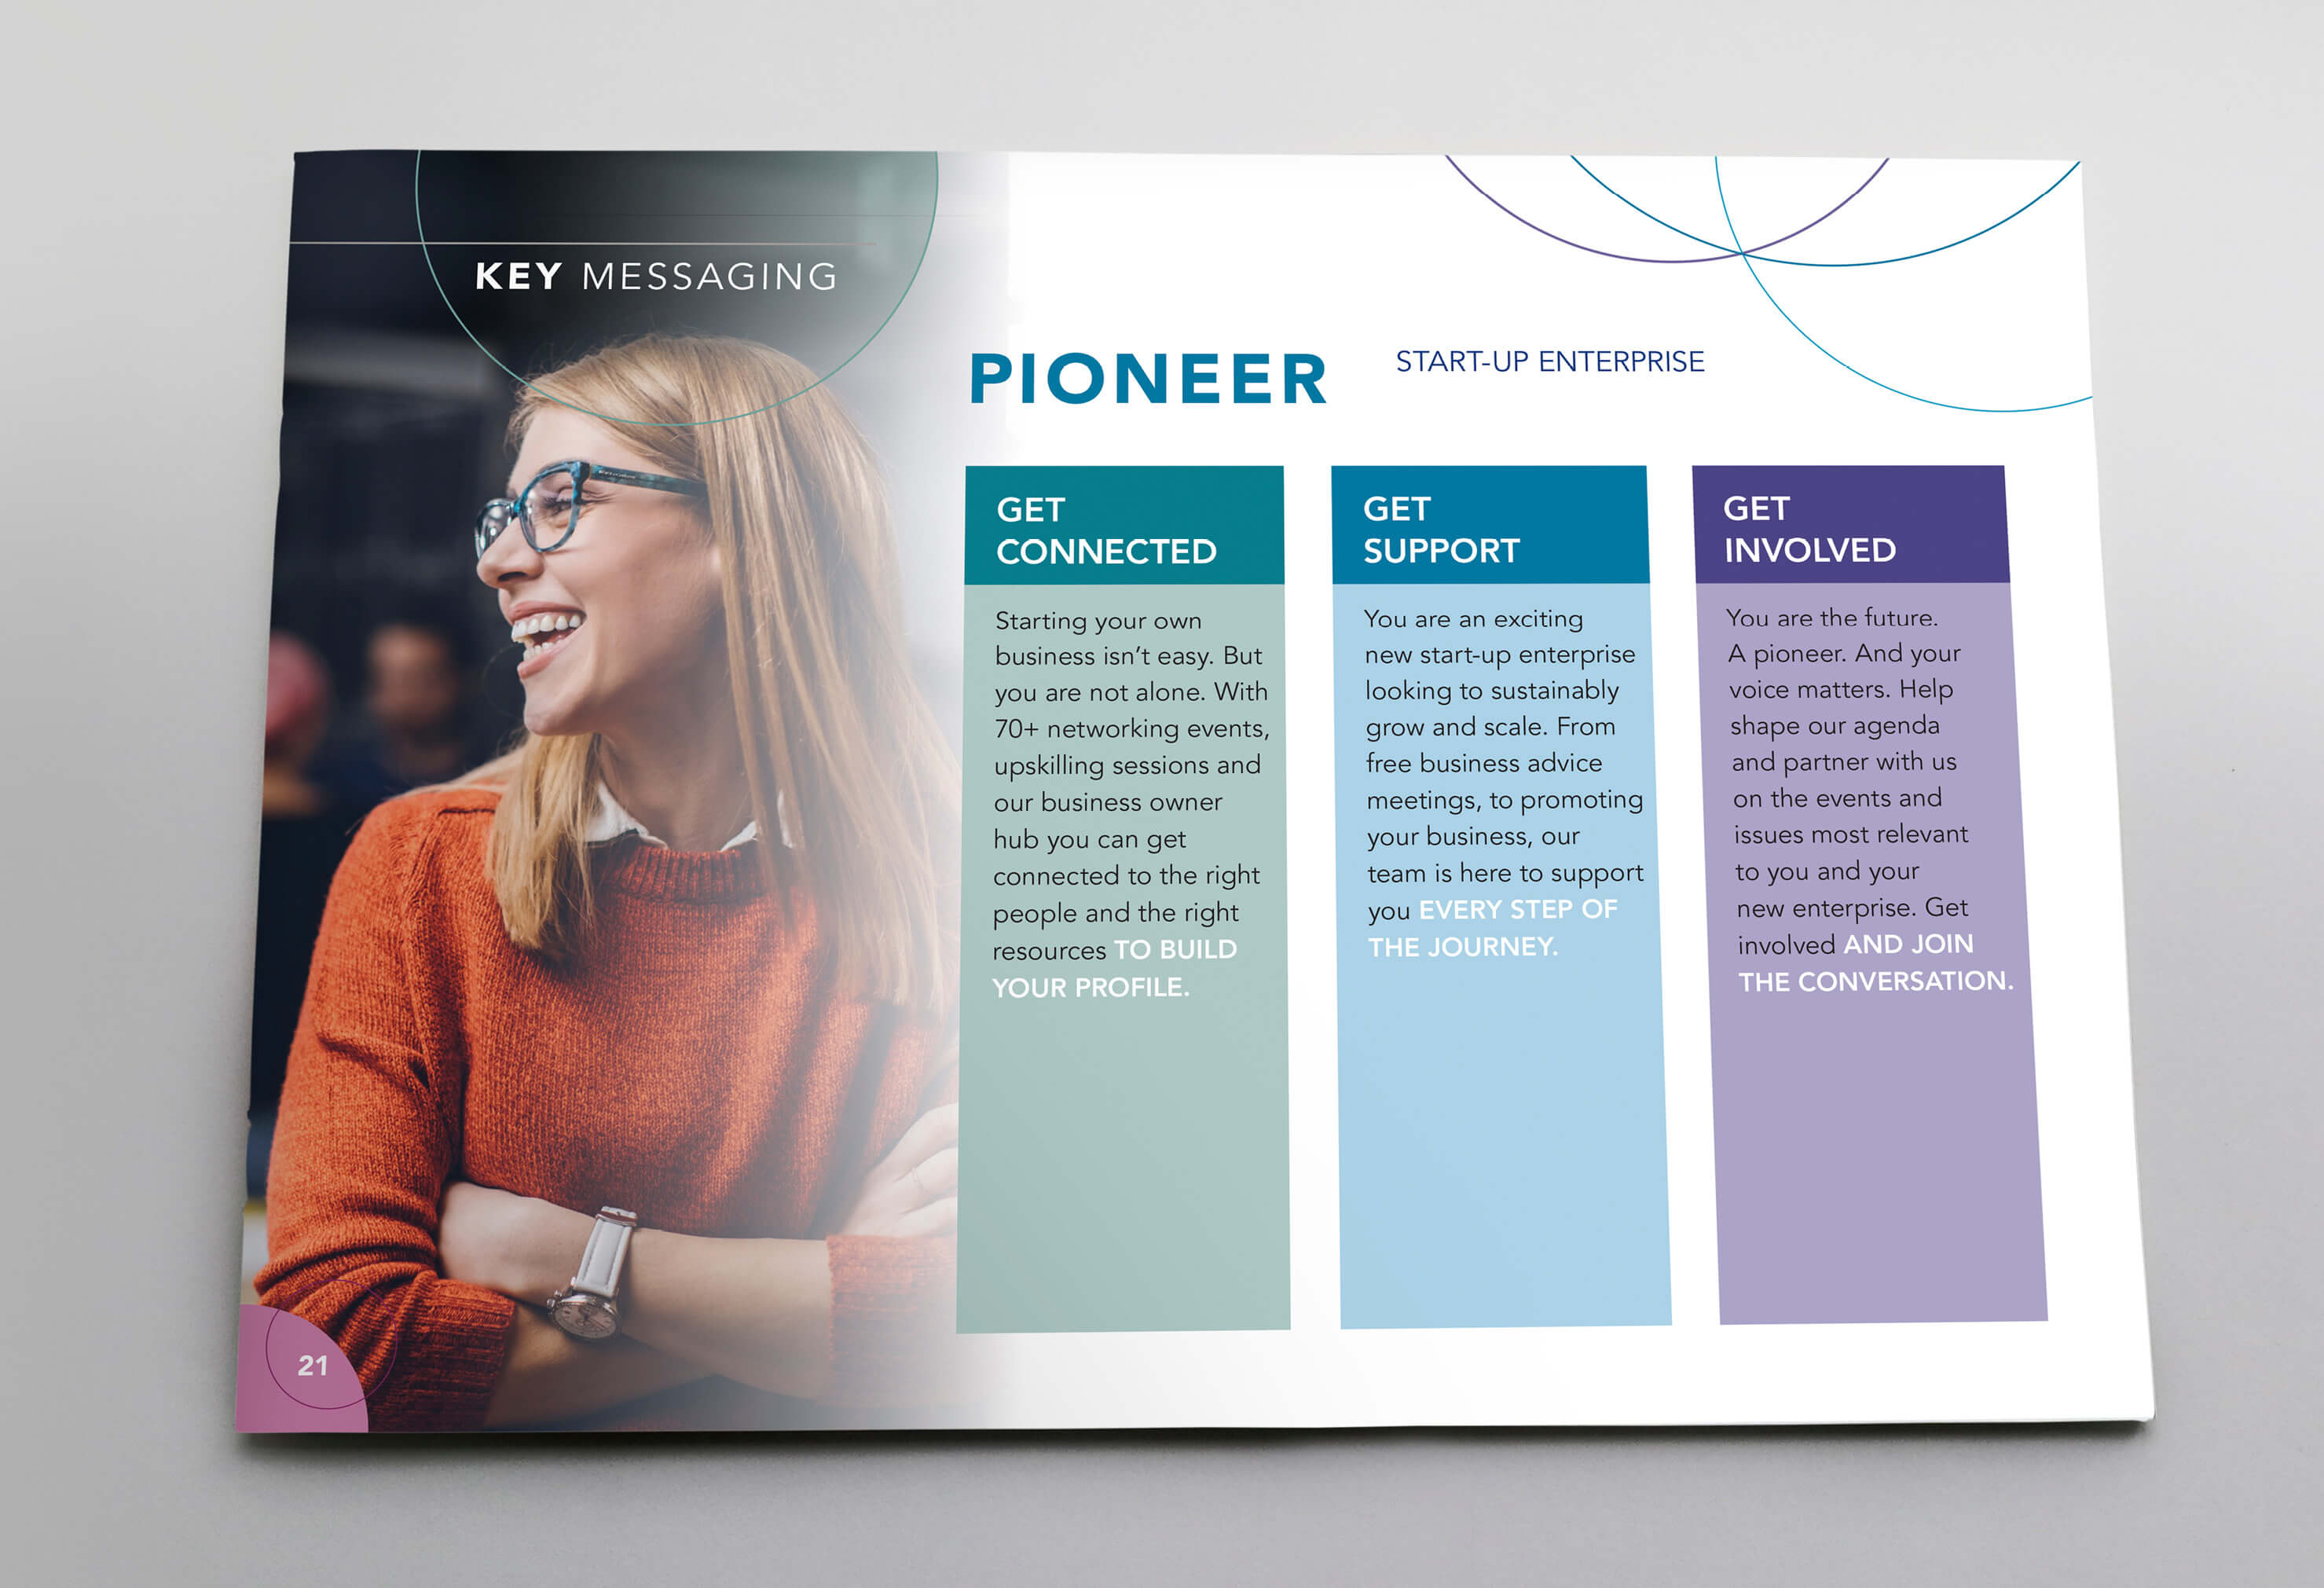 KEY MESSAGING
PIONEER
START-UP ENTERPRISE
GET
CONNECTED
Starting your own
business isn't easy. But
you are not alone. With
70+ networking events,
upskilling sessions and
our business owner
hub you can get
connected to the right
people and the right
resources TO BUILD
YOUR PROFILE.
GET
SUPPORT
You are an exciting
new start-up enterprise
looking to sustainably
grow and scale. From
free business advice
meetings, to promoting
your business, our
team is here to support
you EVERY STEP OF
THE JOURNEY.
GET
INVOLVED
You are the future.
A pioneer. And your
voice matters. Help
shape our agenda
and partner with us
on the events and
issues most relevant
to you and your
new enterprise. Get
involved AND JOIN
THE CONVERSATION.
21